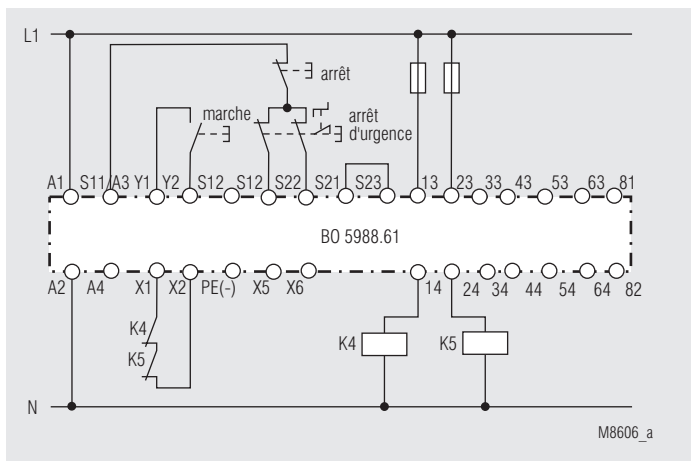 L1
arrêt
marche
arrêt
d'urgence
A1 S11/A3 Y1 Y2 S12 S12 S22 S21 S23 13 23 33 43 53 63 81
BO 5988.61
A2 A4 X1 X2 PE(-) X5 X6 14 24 34 44 54 64 82
K4
K5
K4
K5
N
M8606_a